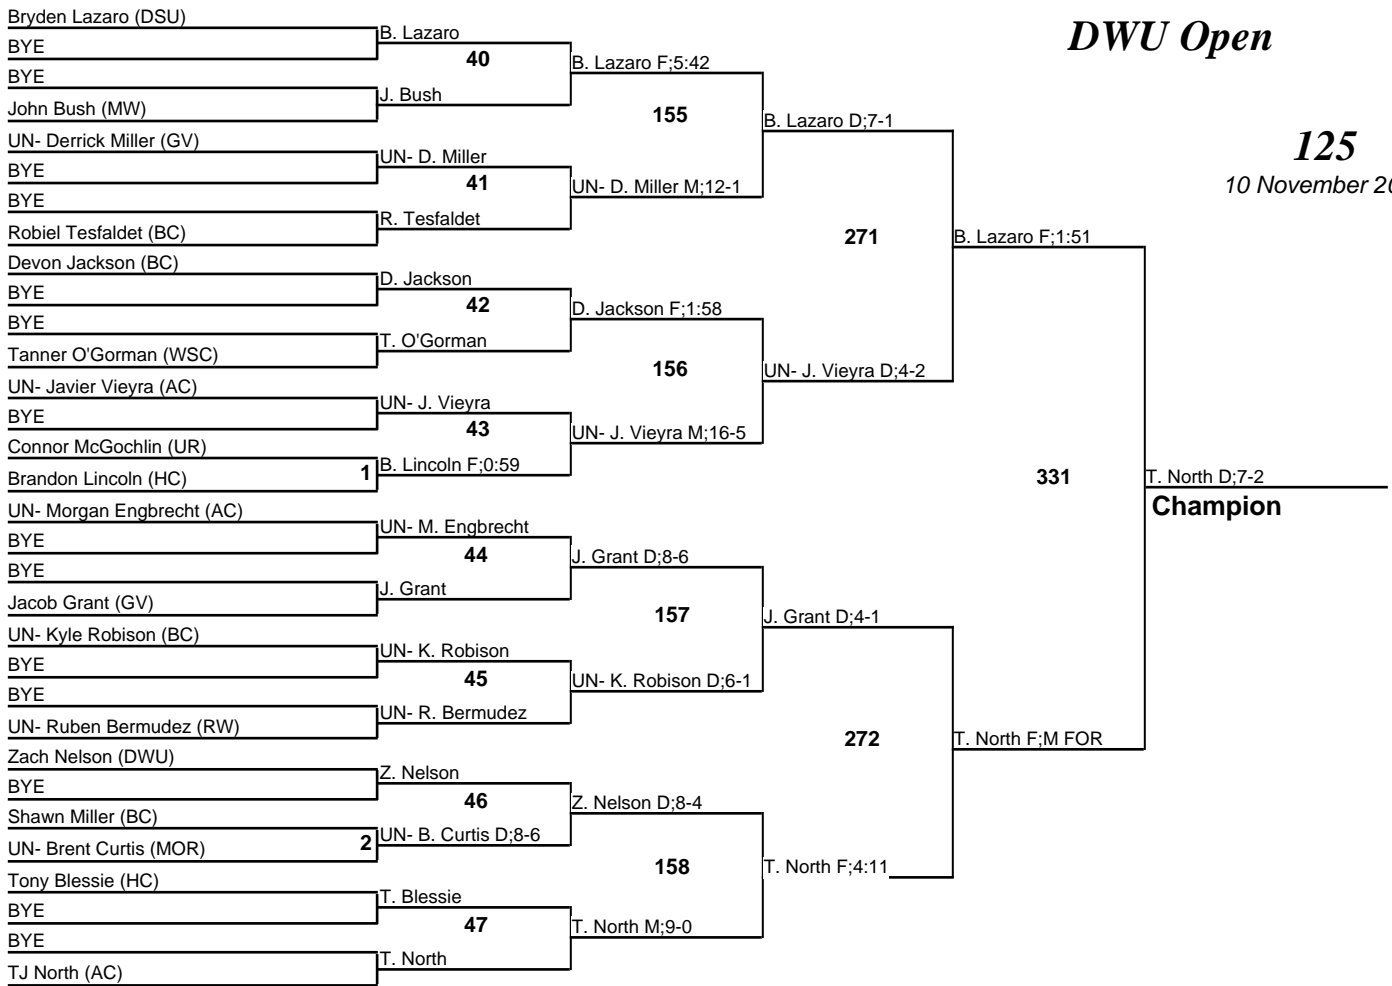 DWU Open
125
10 November 20
Bryden Lazaro (DSU)
BYE
BYE
John Bush (MW)
UN- Derrick Miller (GV)
BYE
BYE
Robiel Tesfaldet (BC)
Devon Jackson (BC)
BYE
BYE
Tanner O'Gorman (WSC)
UN- Javier Vieyra (AC)
BYE
Connor McGochlin (UR)
Brandon Lincoln (HC)
1
UN- Morgan Engbrecht (AC)
BYE
BYE
Jacob Grant (GV)
UN- Kyle Robison (BC)
BYE
BYE
UN- Ruben Bermudez (RW)
Zach Nelson (DWU)
BYE
Shawn Miller (BC)
UN- Brent Curtis (MOR)
2
Tony Blessie (HC)
BYE
BYE
TJ North (AC)
B. Lazaro
40
J. Bush
UN- D. Miller
41
R. Tesfaldet
D. Jackson
42
T. O'Gorman
UN- J. Vieyra
43
B. Lincoln F;0:59
UN- M. Engbrecht
44
J. Grant
UN- K. Robison
45
UN- R. Bermudez
Z. Nelson
46
UN- B. Curtis D;8-6
T. Blessie
47
T. North
B. Lazaro F;5:42
155
UN- D. Miller M;12-1
D. Jackson F;1:58
156
UN- J. Vieyra M;16-5
J. Grant D;8-6
157
UN- K. Robison D;6-1
Z. Nelson D;8-4
158
T. North M;9-0
B. Lazaro D;7-1
271
UN- J. Vieyra D;4-2
J. Grant D;4-1
272
T. North F;4:11
B. Lazaro F;1:51
331
T. North F;M FOR
T. North D;7-2
Champion